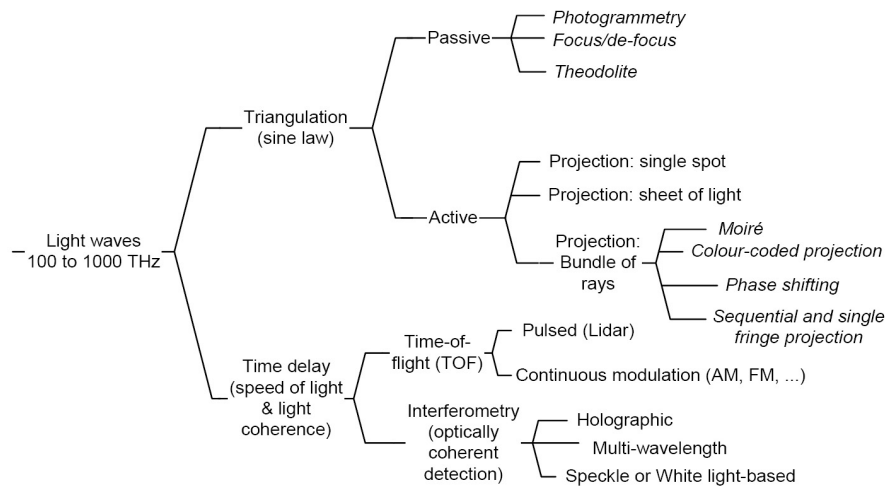 Light waves
100 to 1000 THz
Triangulation
(sine law)
Passive
Photogrammetry
Focus/de-focus
Theodolite
Active
Projection: single spot
Projection: sheet of light
Projection:
Bundle of
rays
Moiré
Colour-coded projection
Phase shifting
Sequential and single
fringe projection
Time delay
(speed of light
& light
coherence)
Time-of-
flight (TOF)
Pulsed (Lidar)
Continuous modulation (AM, FM, ...)
Interferometry
(optically
coherent
detection)
Holographic
Multi-wavelength
Speckle or White light-based